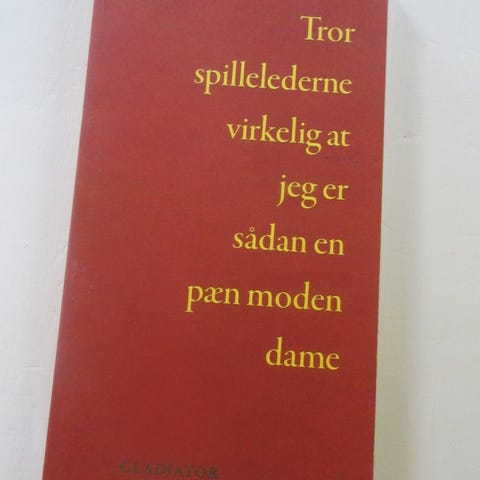 Tror
spillelederne
virkelig at
jeg er
sådan en
pæn moden
dame
GLADIATOR